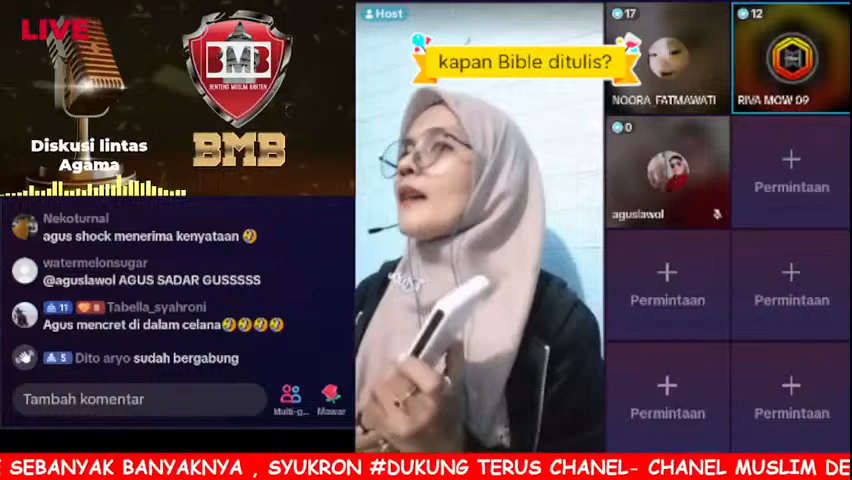 LIVE
BMB
BENTENG MUSLIM BANTEN
BMB
Diskusi lintas
Agama
Nekoturnal
agus shock menerima kenyataan 🤣
watermelonsugar
@aguslawol AGUS SADAR GUSSSSS
11 8 Tabella_syahroni
Agus mencret di dalam celana🤣🤣🤣🤣
5 Dito aryo sudah bergabung
Tambah komentar
Multi-g...
Mawar
Host
kapan Bible ditulis?
17
NOORA_FATMAWATI
12
RIVA MOW 09
0
aguslawol
Permintaan
Permintaan
Permintaan
Permintaan
Permintaan
SEBANYAK BANYAKNYA , SYUKRON #DUKUNG TERUS CHANEL- CHANEL MUSLIM DE